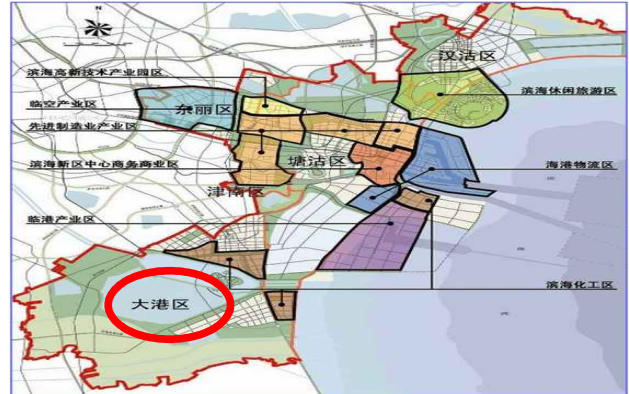 N
汉沽区
滨海高新技术产业园区
滨海休闲旅游区
临空产业区
东丽区
先进制造业产业区
滨海新区中心商务商业区
塘沽区
海港物流区
津南区
临港产业区
滨海化工区
大港区